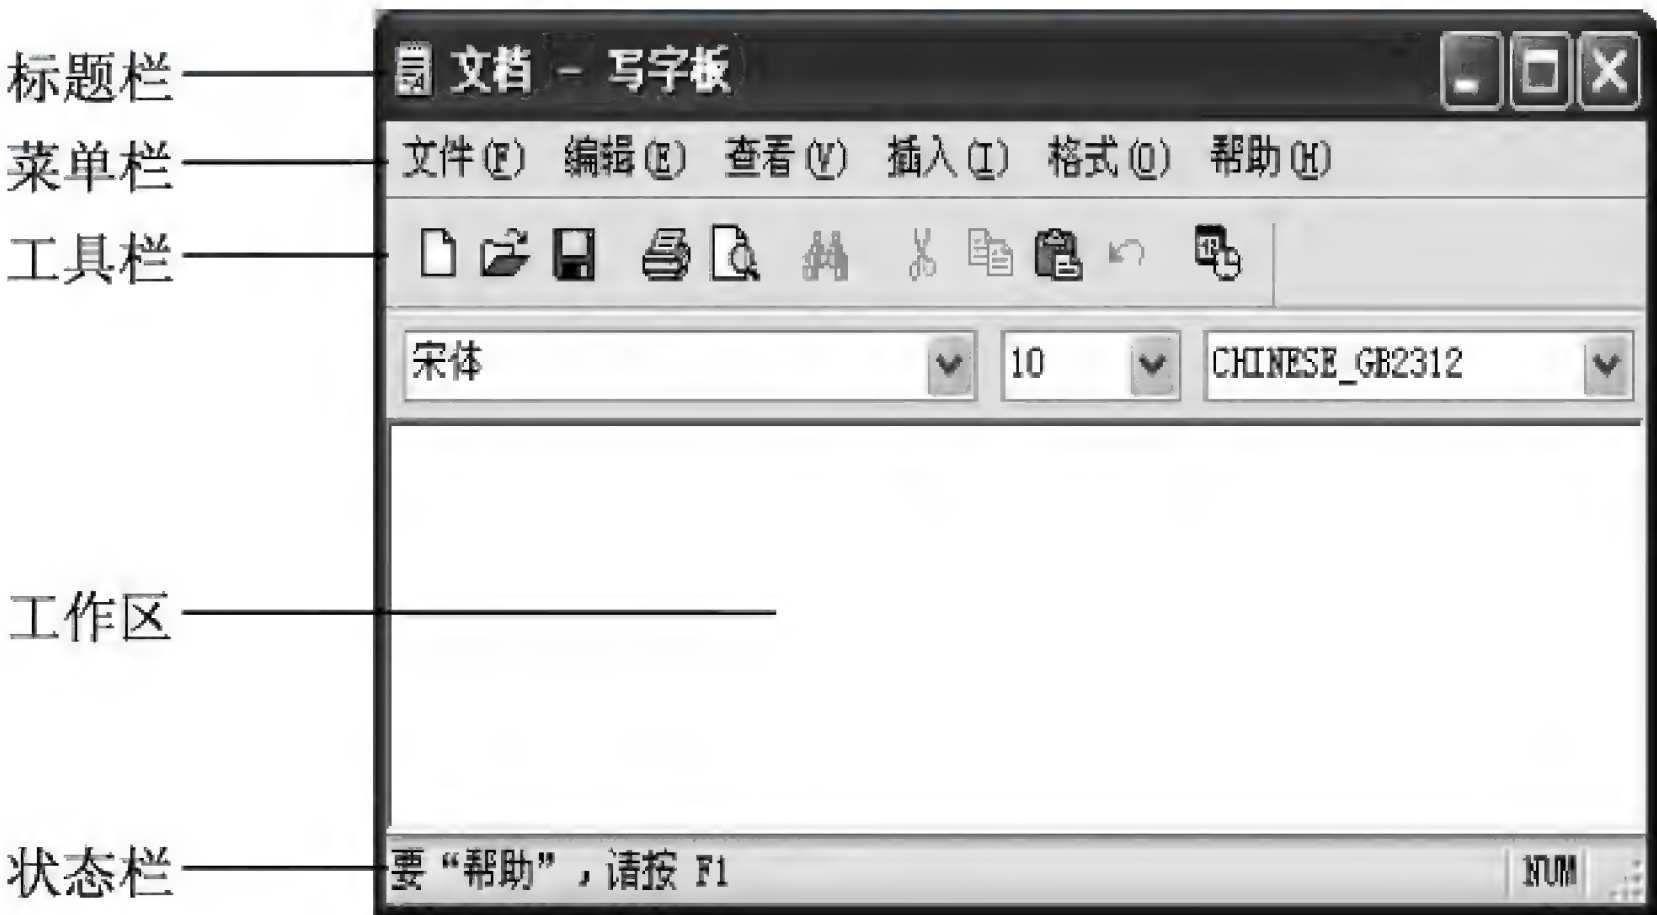 标题栏
文档 - 写字板
菜单栏
文件(F) 编辑(E) 查看(V) 插入(I) 格式(O) 帮助(H)
工具栏
宋体 10 CHINESE_GB2312
工作区
状态栏
要“帮助”，请按 F1 NUM